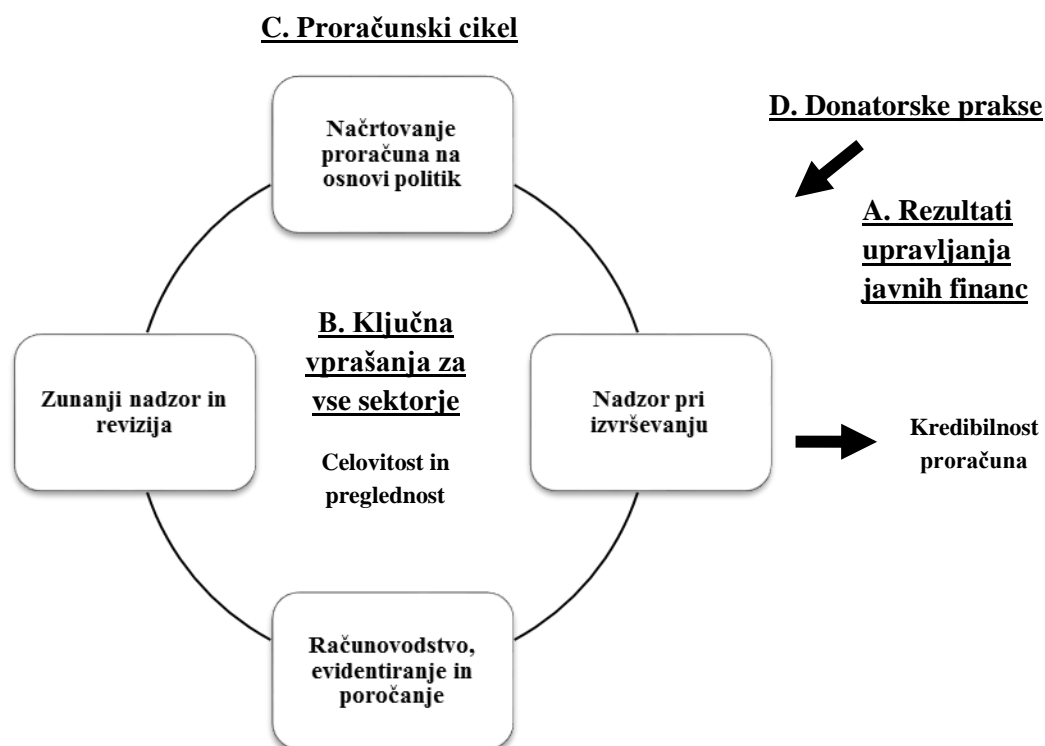 C. Proračunski cikel
Načrtovanje
proračuna na
osnovi politik
D. Donatorske prakse
A. Rezultati
upravljanja
javnih financ
B. Ključna
vprašanja za
vse sektorje
Celovitost in
preglednost
Zunanji nadzor in
revizija
Nadzor pri
izvrševanju
Kredibilnost
proračuna
Računovodstvo,
evidentiranje in
poročanje